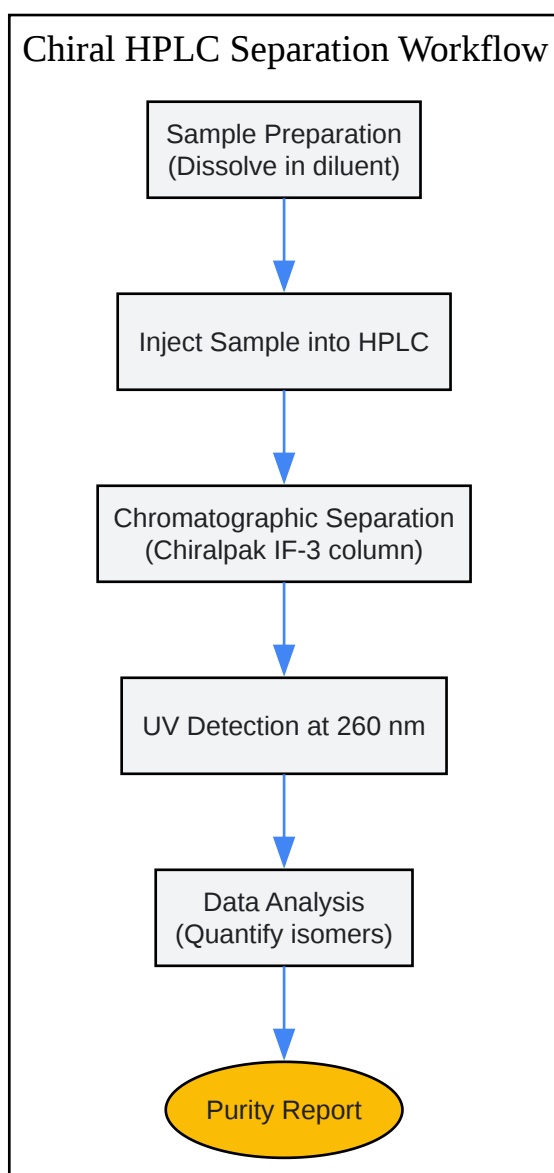 Chiral HPLC Separation Workflow
Sample Preparation
(Dissolve in diluent)
Inject Sample into HPLC
Chromatographic Separation
(Chiralpak IF-3 column)
UV Detection at 260 nm
Data Analysis
(Quantify isomers)
Purity Report